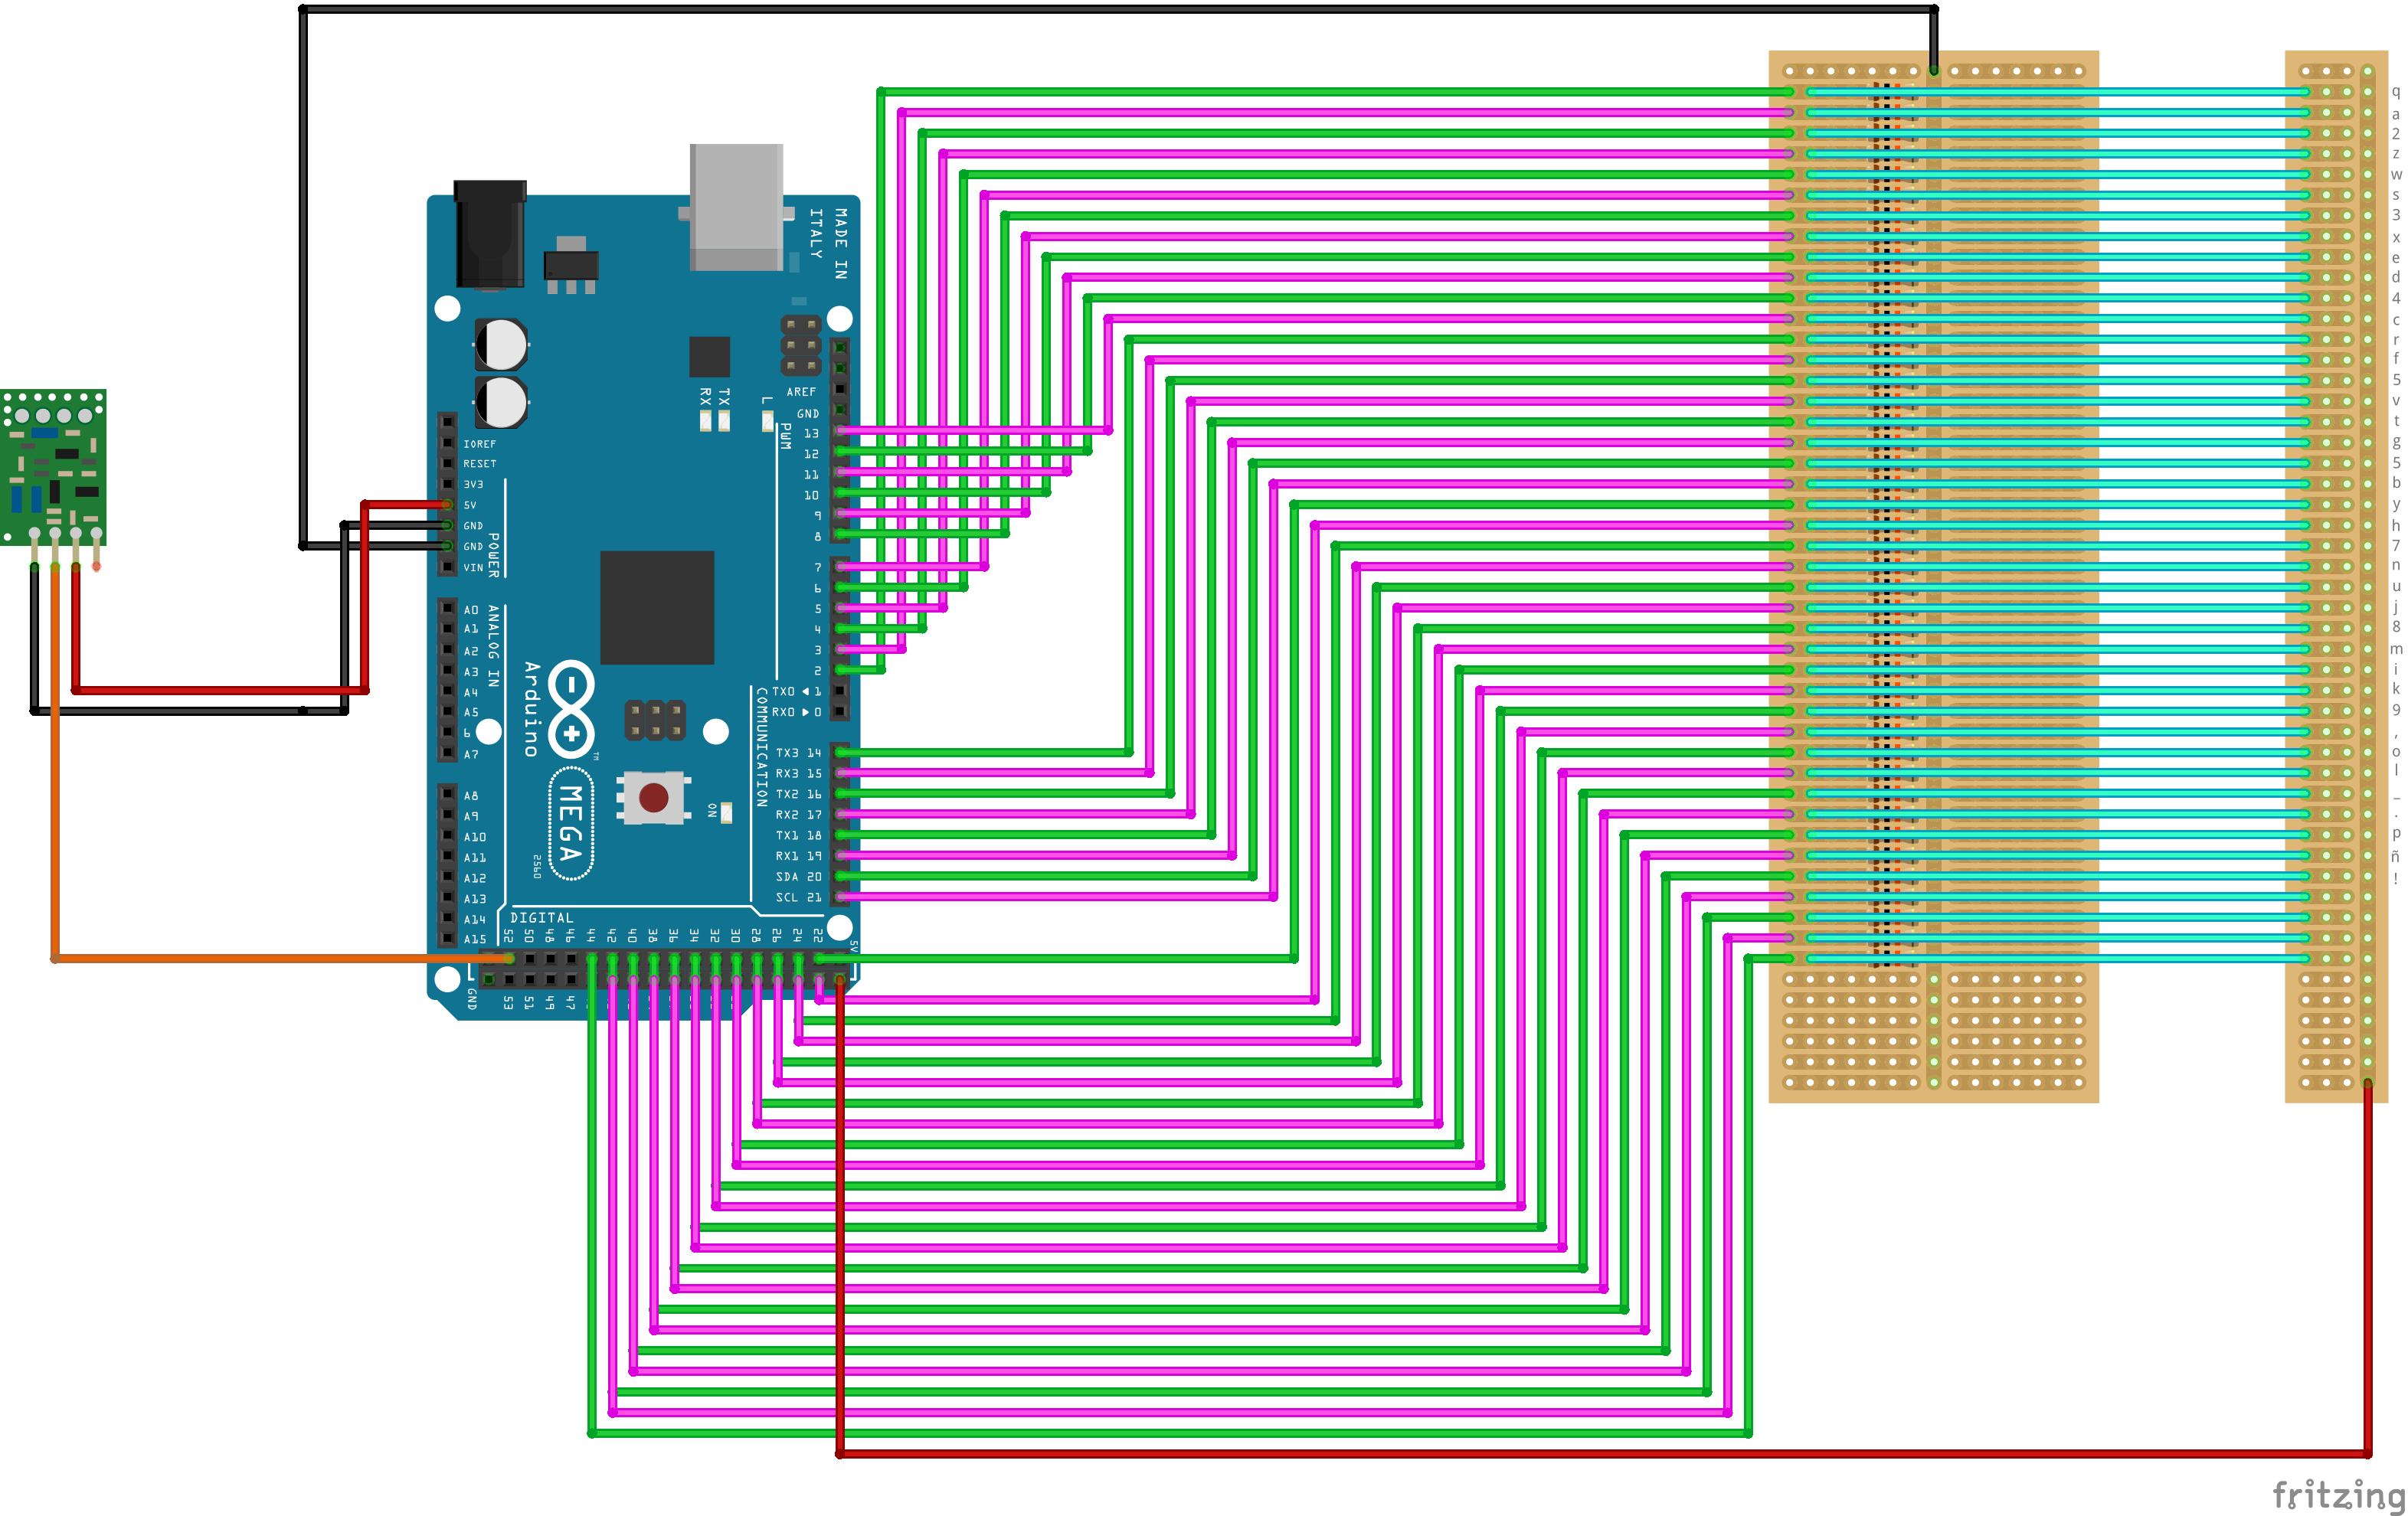 MADE IN
ITALY
RX
TX
L
PWM
AREF
GND
13
12
11
10
9
8
7
6
5
4
3
2
TX0 ◄ 1
RX0 ► 0
IOREF
RESET
3V3
5V
GND
GND
VIN
POWER
A0
A1
A2
A3
A4
A5
6
A7
ANALOG IN
A8
A9
A10
A11
A12
A13
A14
A15
Arduino
TM
MEGA
2560
ON
COMMUNICATION
TX3 14
RX3 15
TX2 16
RX2 17
TX1 18
RX1 19
SDA 20
SCL 21
DIGITAL
52 50 48 46 44 42 40 38 36 34 32 30 28 26 24 22 5V
GND 53 51 49 47
q
a
2
z
w
s
3
x
e
d
4
c
r
f
5
v
t
g
5
b
y
h
7
n
u
j
8
m
i
k
9
,
o
l
_
.
p
ñ
!
fritzing